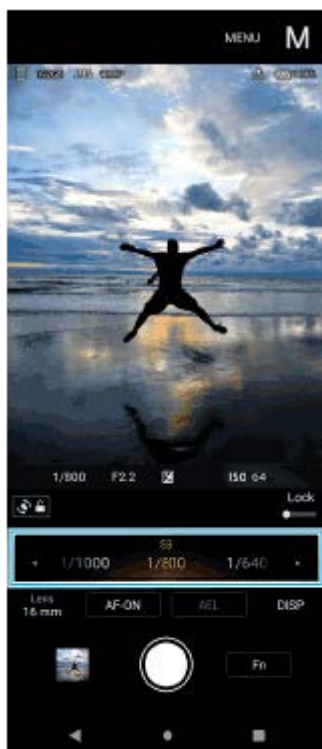 MENU M
1/800 F2.2 ISO 64
Lock
SS
1/1000 1/800 1/640
Lens
16 mm
AF-ON AEL DISP
Fn